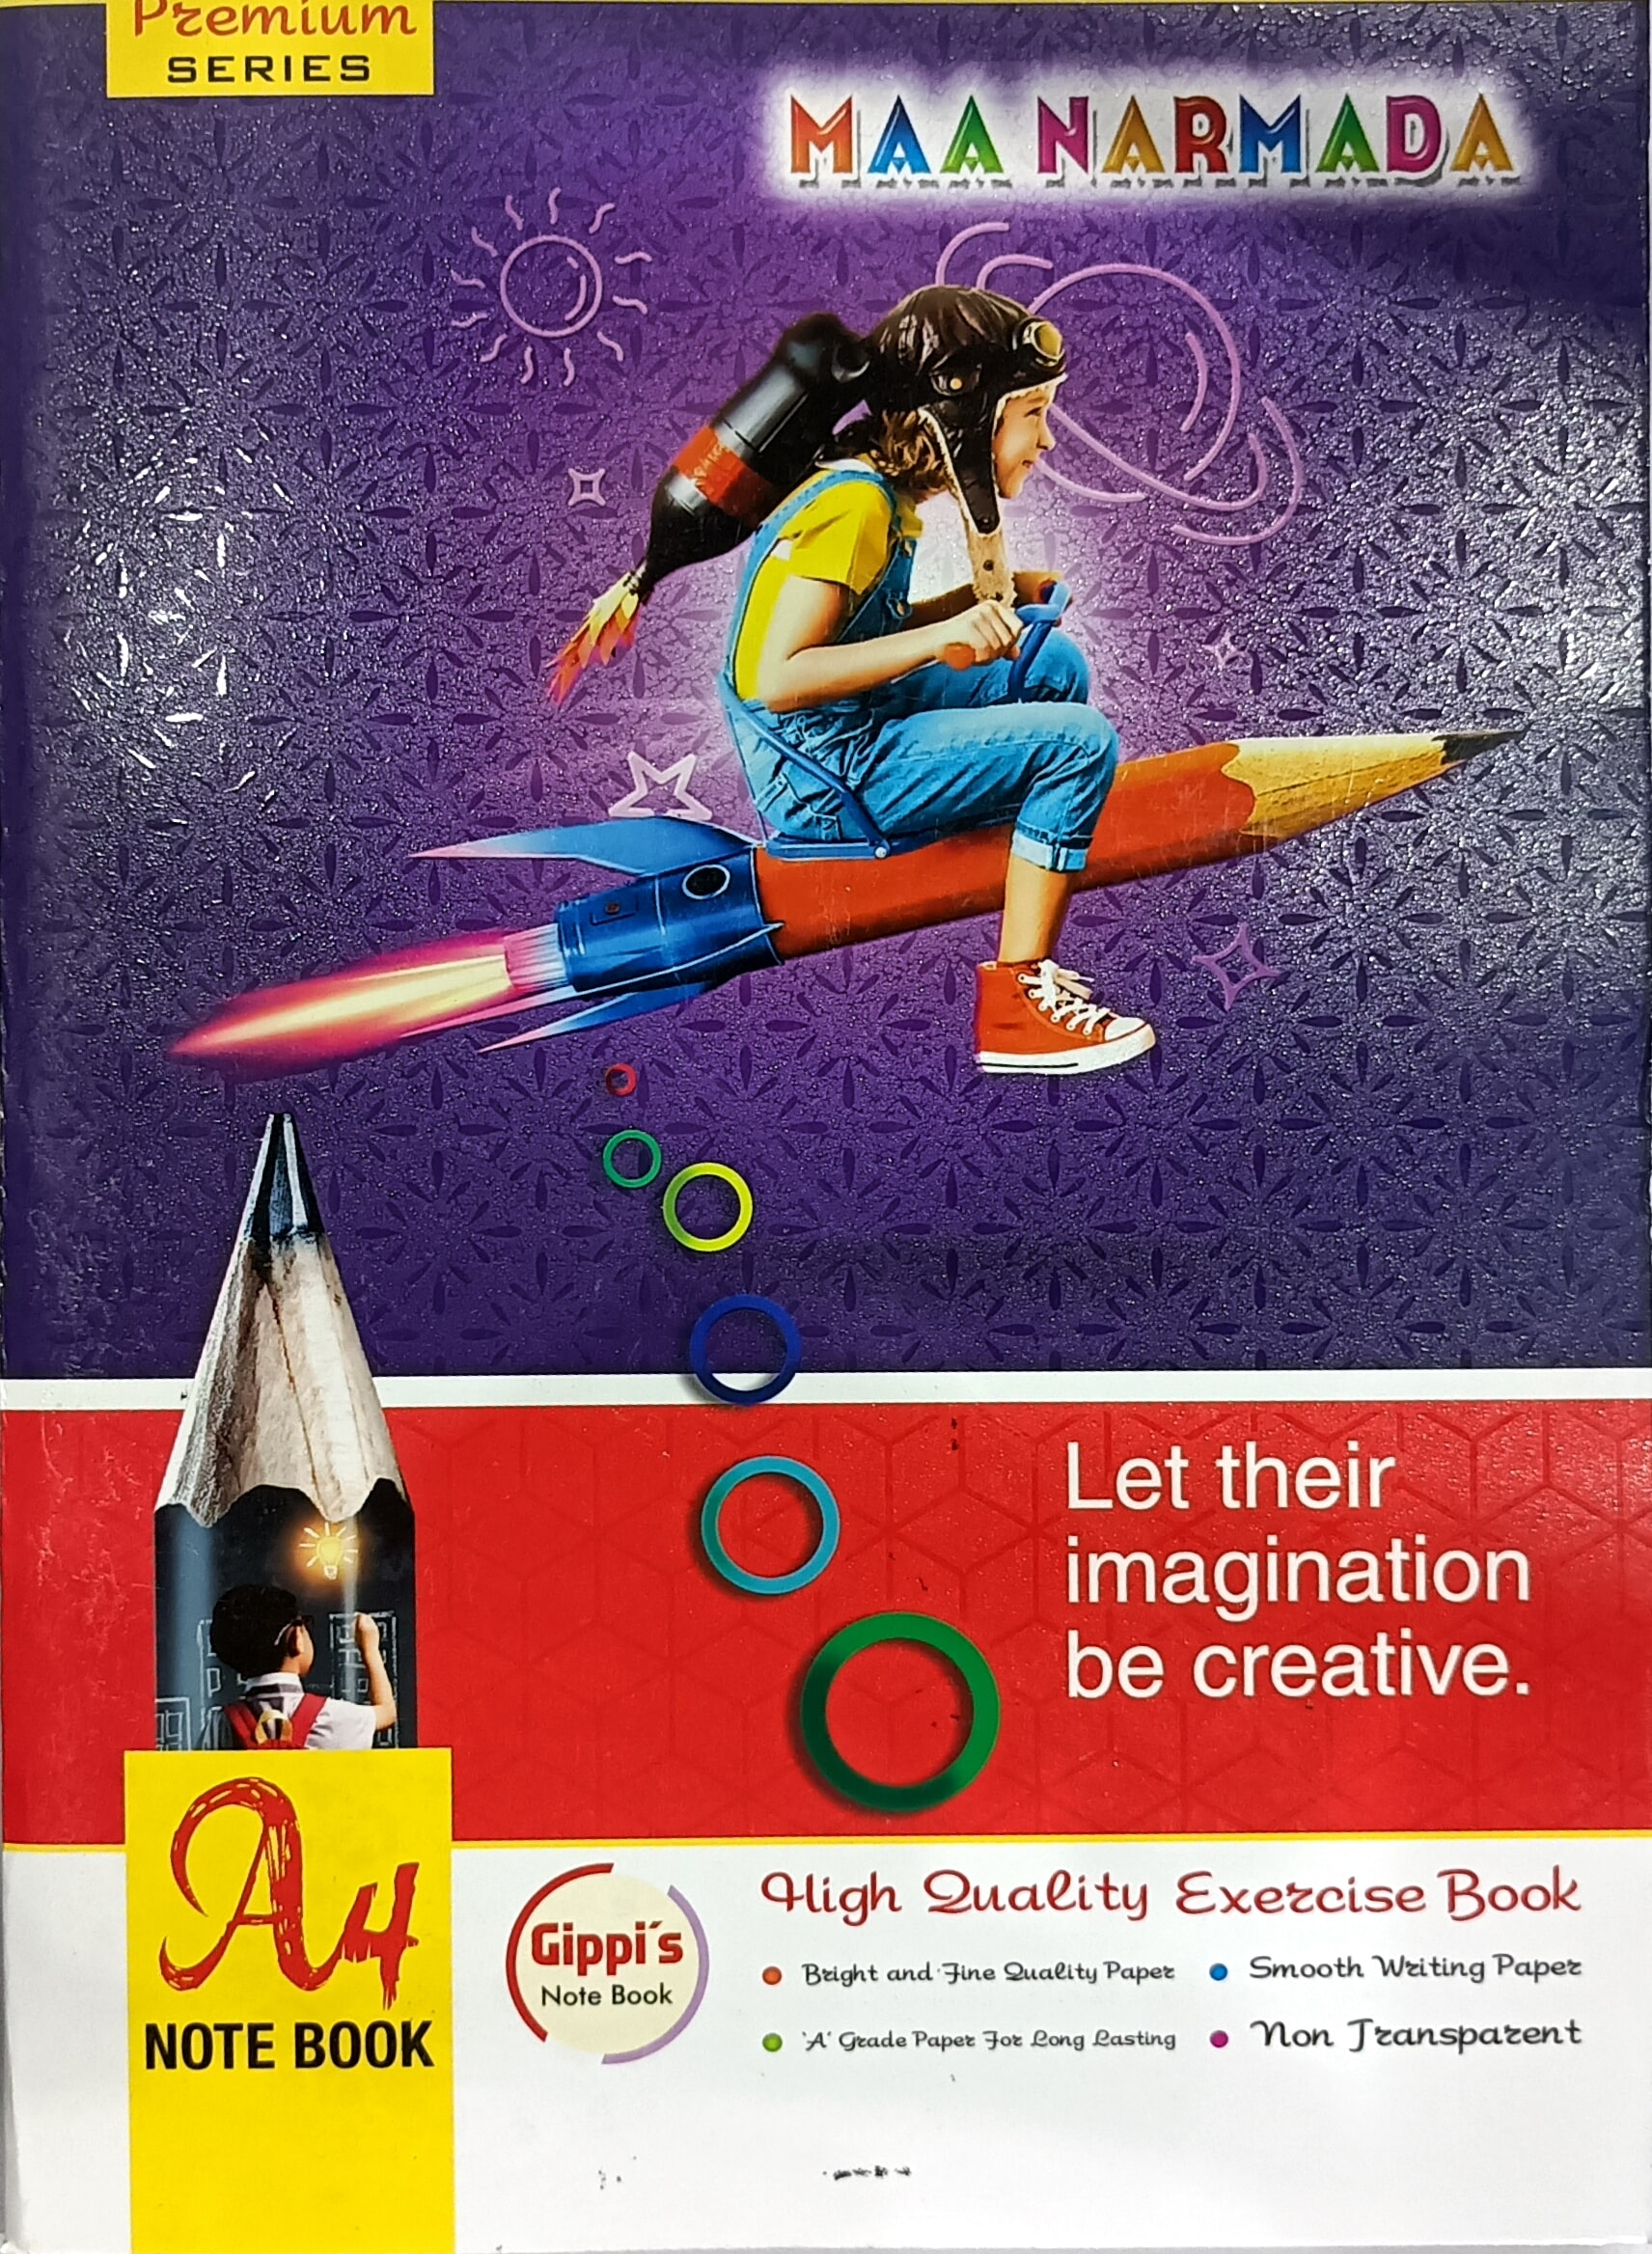 Premium
SERIES
MAA NARMADA
Let their
imagination
be creative.
A4
NOTE BOOK
Gippi's
Note Book
High Quality Exercise Book
Bright and Fine Quality Paper
Smooth Writing Paper
'A' Grade Paper For Long Lasting
Non Transparent